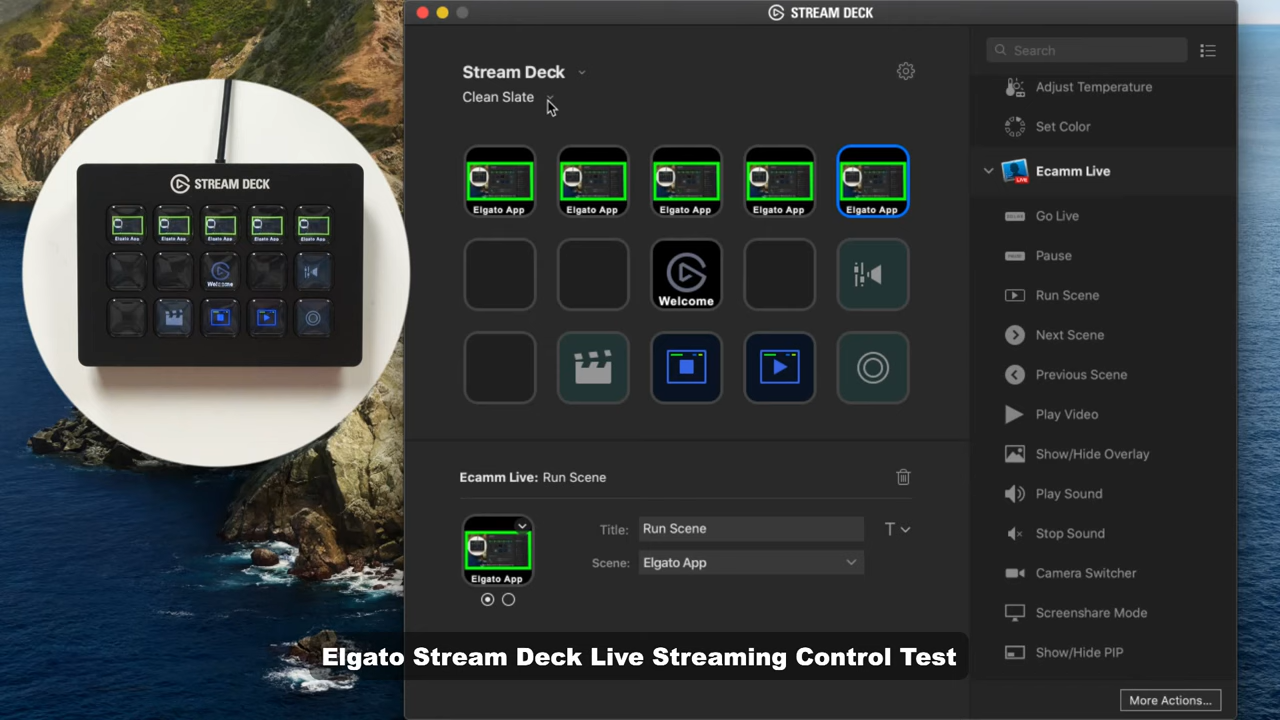 STREAM DECK
Stream Deck
Clean Slate
Search
Adjust Temperature
Set Color
Ecamm Live
Go Live
Pause
Run Scene
Next Scene
Previous Scene
Play Video
Show/Hide Overlay
Play Sound
Stop Sound
Camera Switcher
Screenshare Mode
Show/Hide PIP
More Actions...
STREAM DECK
Elgato App Elgato App Elgato App Elgato App Elgato App
Welcome
Elgato App Elgato App Elgato App Elgato App Elgato App
Welcome
Ecamm Live: Run Scene
Title: Run Scene
T
Scene: Elgato App
Elgato App
Elgato Stream Deck Live Streaming Control Test